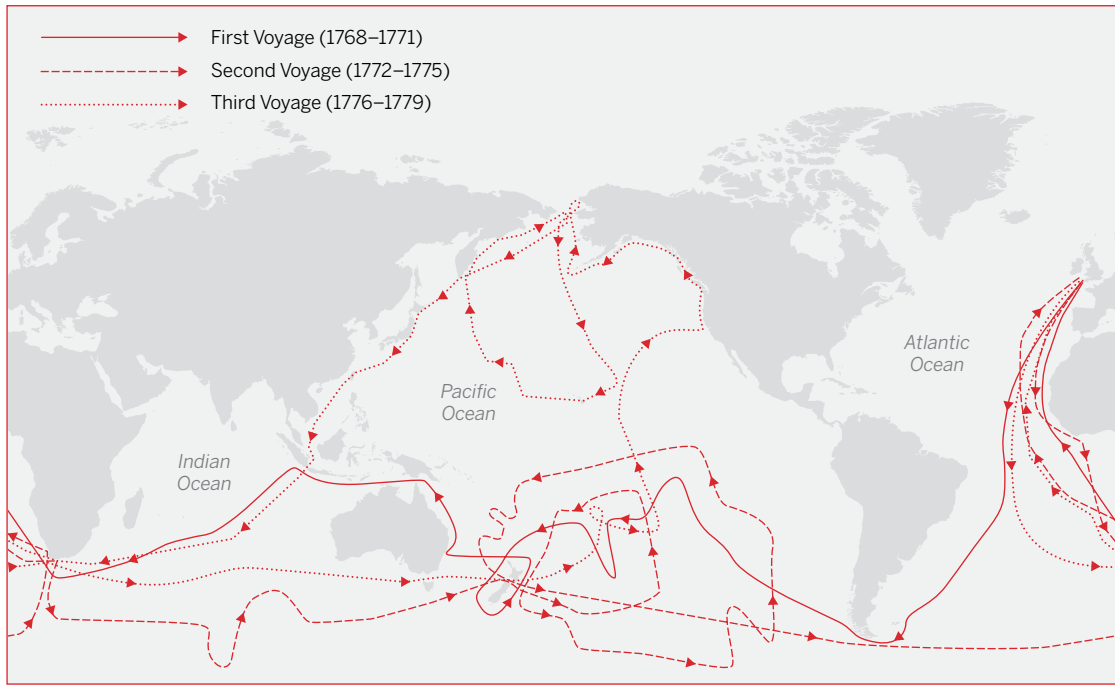 First Voyage (1768–1771)
Second Voyage (1772–1775)
Third Voyage (1776–1779)
Atlantic
Ocean
Pacific
Ocean
Indian
Ocean